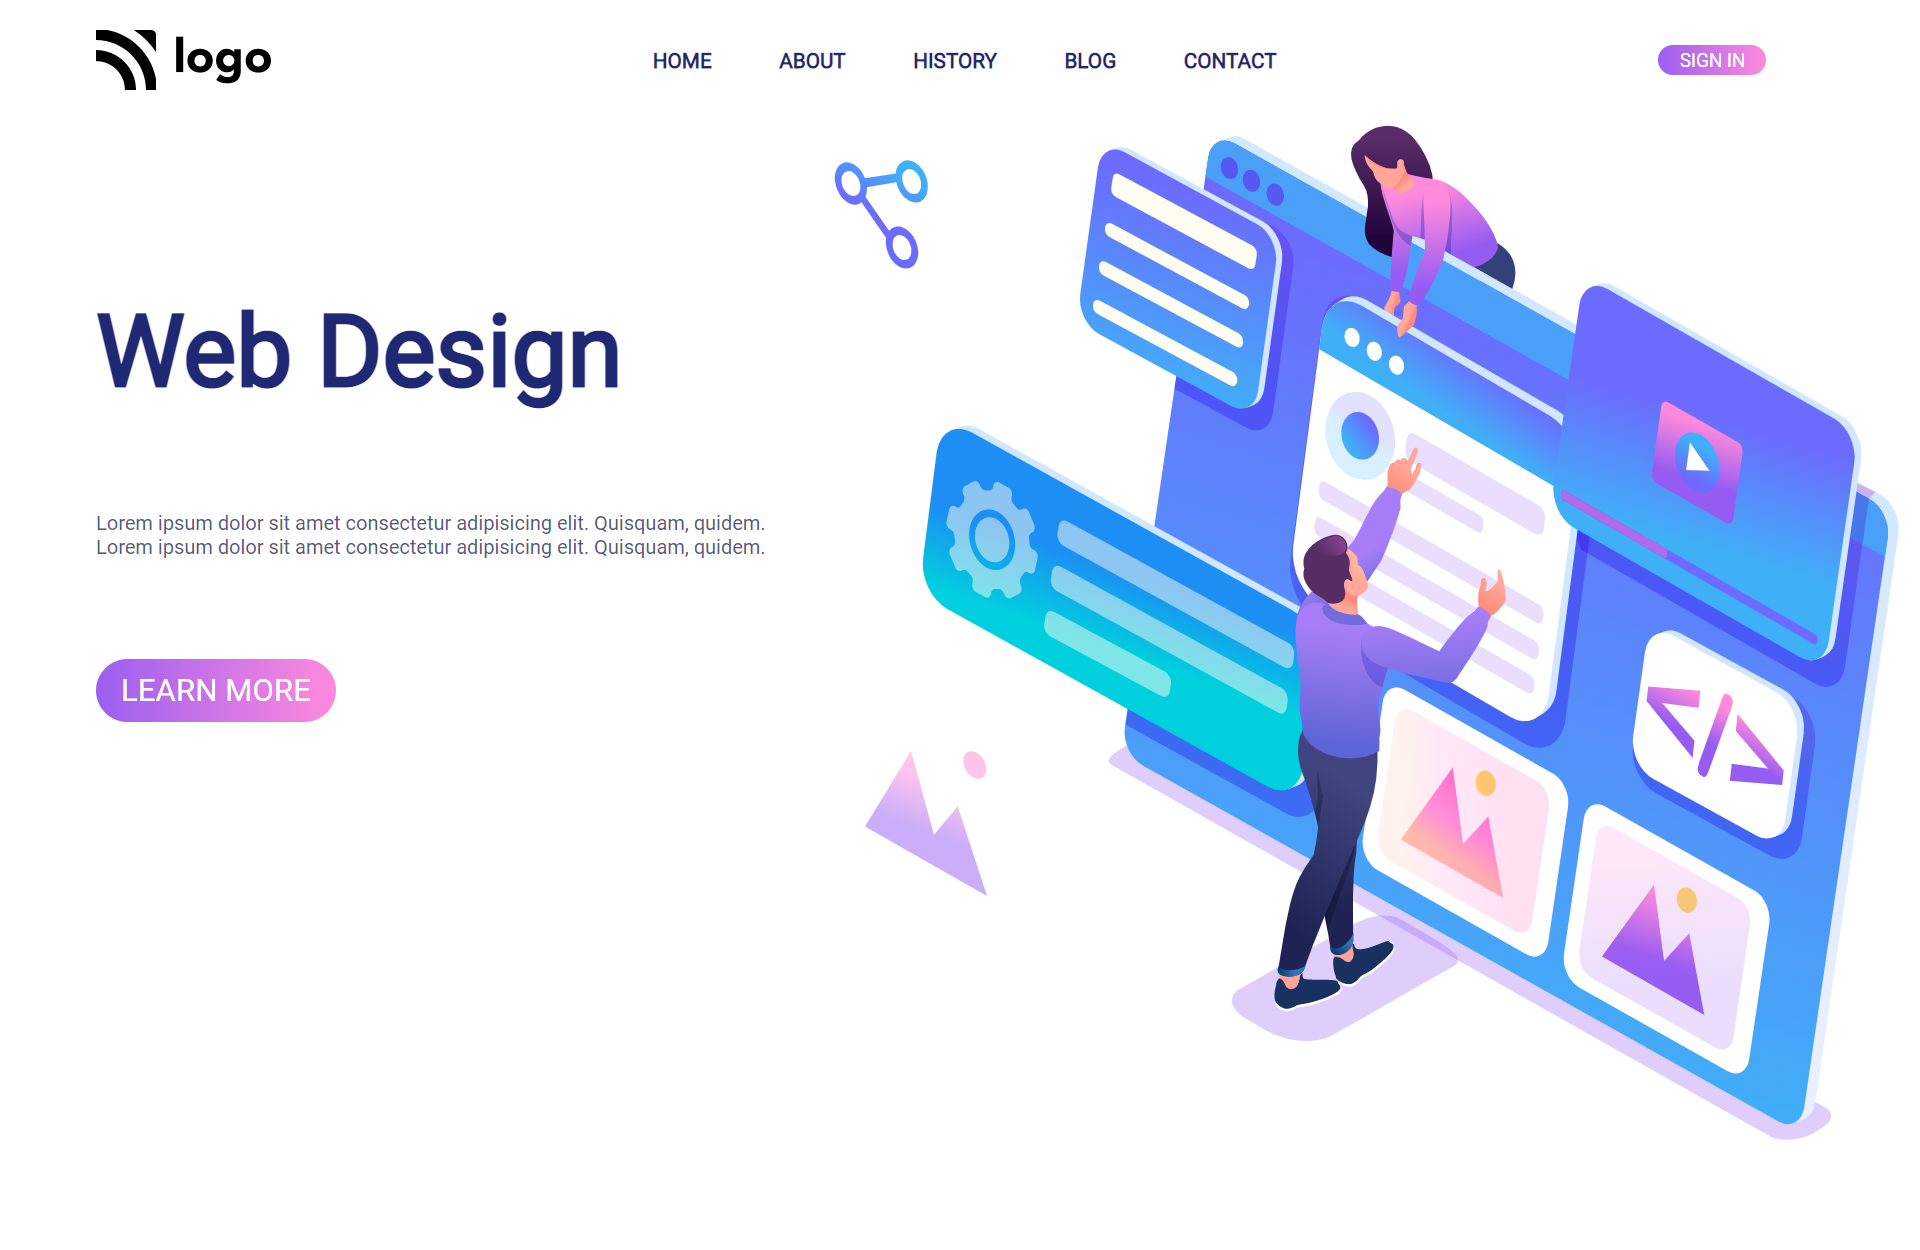 logo
HOME ABOUT HISTORY BLOG CONTACT
SIGN IN
Web Design
Lorem ipsum dolor sit amet consectetur adipisicing elit. Quisquam, quidem.
Lorem ipsum dolor sit amet consectetur adipisicing elit. Quisquam, quidem.
LEARN MORE
</>